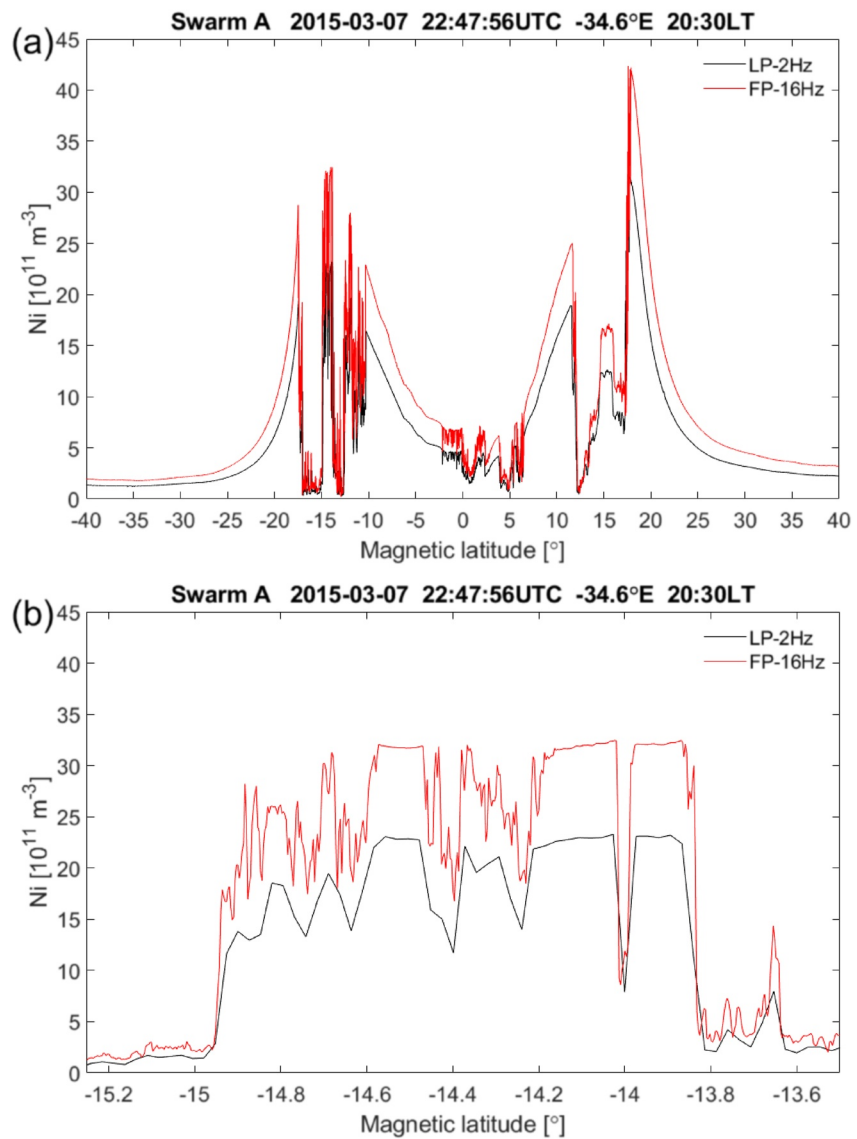 (a)
Swarm A 2015-03-07 22:47:56UTC -34.6°E 20:30LT
LP-2Hz
FP-16Hz
Ni [10¹¹ m⁻³]
45
40
35
30
25
20
15
10
5
0
-40 -35 -30 -25 -20 -15 -10 -5 0 5 10 15 20 25 30 35 40
Magnetic latitude [°]
(b)
Swarm A 2015-03-07 22:47:56UTC -34.6°E 20:30LT
LP-2Hz
FP-16Hz
Ni [10¹¹ m⁻³]
45
40
35
30
25
20
15
10
5
0
-15.2 -15 -14.8 -14.6 -14.4 -14.2 -14 -13.8 -13.6
Magnetic latitude [°]